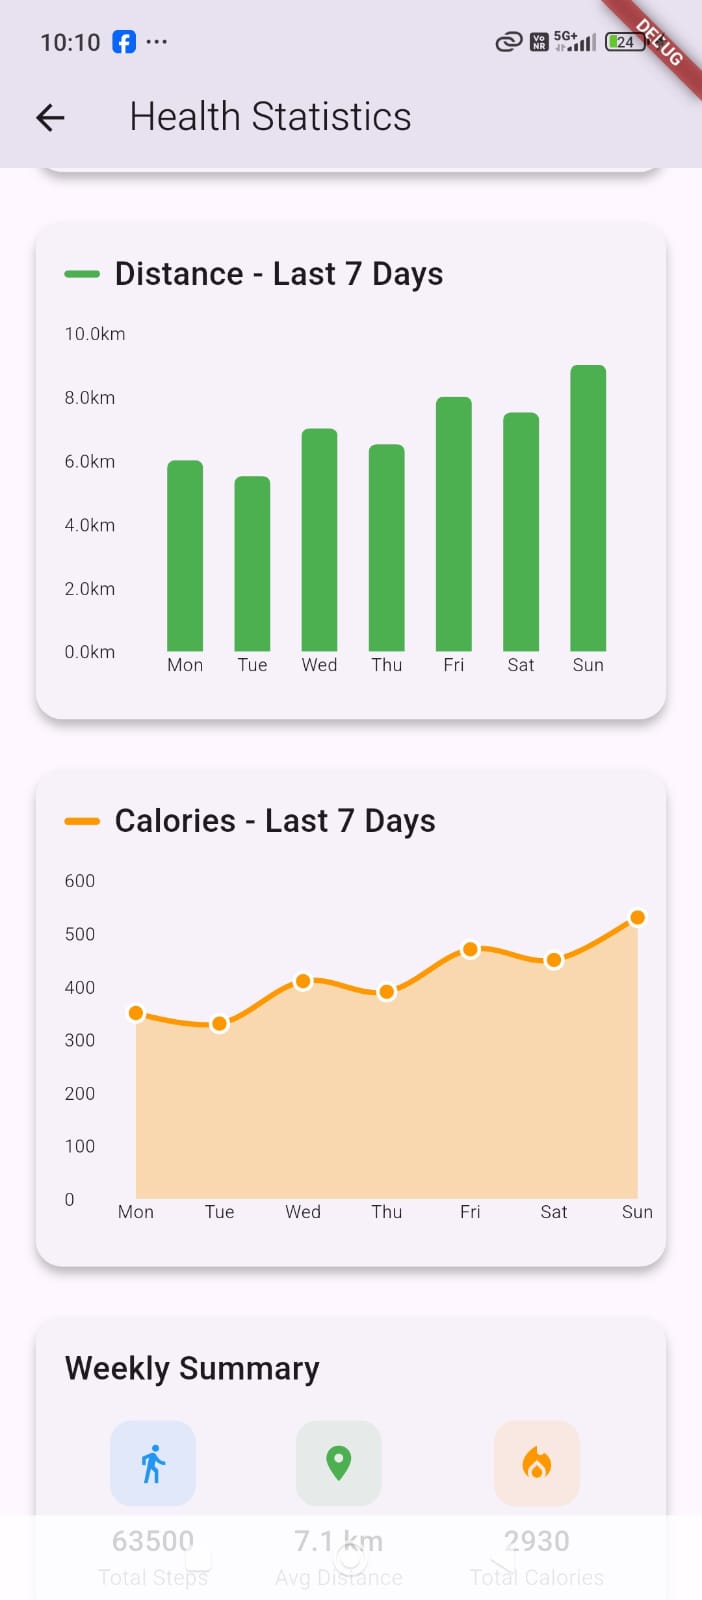 10:10
Vo NR 5G+ 24
DEBUG
Health Statistics
Distance - Last 7 Days
10.0km
8.0km
6.0km
4.0km
2.0km
0.0km
Mon Tue Wed Thu Fri Sat Sun
Calories - Last 7 Days
600
500
400
300
200
100
0
Mon Tue Wed Thu Fri Sat Sun
Weekly Summary
63500 7.1 km 2930
Total Steps Avg Distance Total Calories